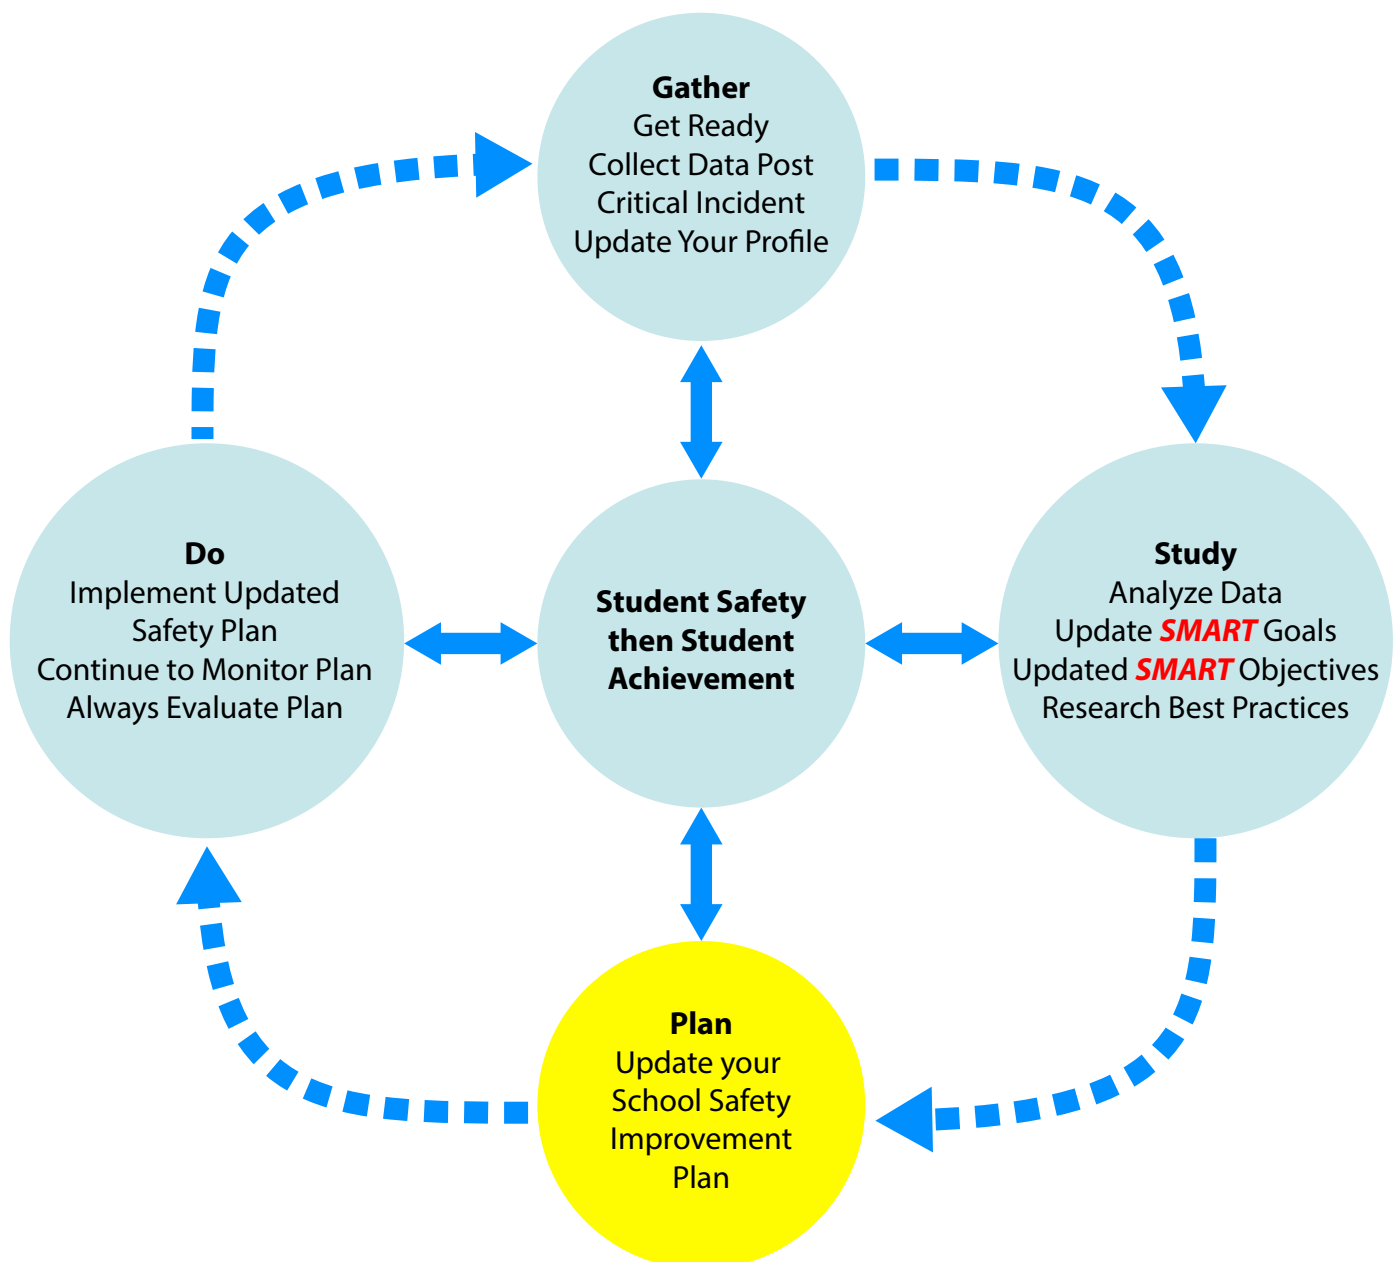 Gather
Get Ready
Collect Data Post
Critical Incident
Update Your Profile
Do
Implement Updated
Safety Plan
Continue to Monitor Plan
Always Evaluate Plan
Student Safety
then Student
Achievement
Study
Analyze Data
Update SMART Goals
Updated SMART Objectives
Research Best Practices
Plan
Update your
School Safety
Improvement
Plan